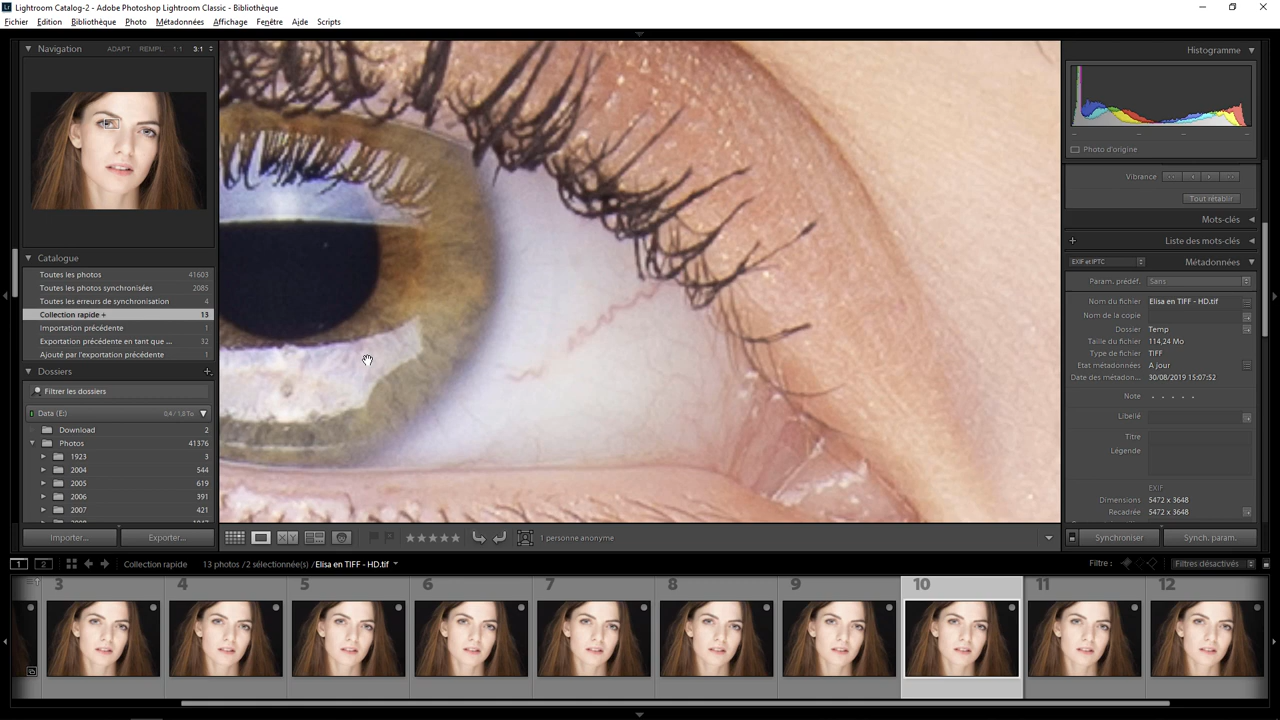 Lightroom Catalog-2 - Adobe Photoshop Lightroom Classic - Bibliothèque
Fichier Edition Bibliothèque Photo Métadonnées Affichage Fenêtre Aide Scripts
Navigation ADAPT REMPL. 1:1 3:1
Catalogue
Toutes les photos 41603
Toutes les photos synchronisées 2085
Toutes les erreurs de synchronisation 4
Collection rapide + 13
Importation précédente 1
Exportation précédente en tant que ... 32
Ajouté par l'exportation précédente 1
Dossiers
Filtrer les dossiers
Data (E:) 0,4 / 1,8 To
Download 2
Photos 41376
1923 3
2004 544
2005 619
2006 391
2007 421
Importer... Exporter...
Histogramme
Photo d'origine
Vibrance
Tout rétablir
Mots-clés
Liste des mots-clés
EXIF et IPTC Métadonnées
Param. prédéf. Sans
Nom du fichier Elisa en TIFF - HD.tif
Nom de la copie
Dossier Temp
Taille du fichier 114,24 Mo
Type de fichier TIFF
Etat métadonnées A jour
Date des métadon... 30/08/2019 15:07:52
Note
Libellé
Titre
Légende
EXIF
Dimensions 5472 x 3648
Recadrée 5472 x 3648
Synchroniser Synch. param.
1 personne anonyme
1 2 Collection rapide 13 photos /2 sélectionnée(s) /Elisa en TIFF - HD.tif
Filtre : Filtres désactivés
3 4 5 6 7 8 9 10 11 12